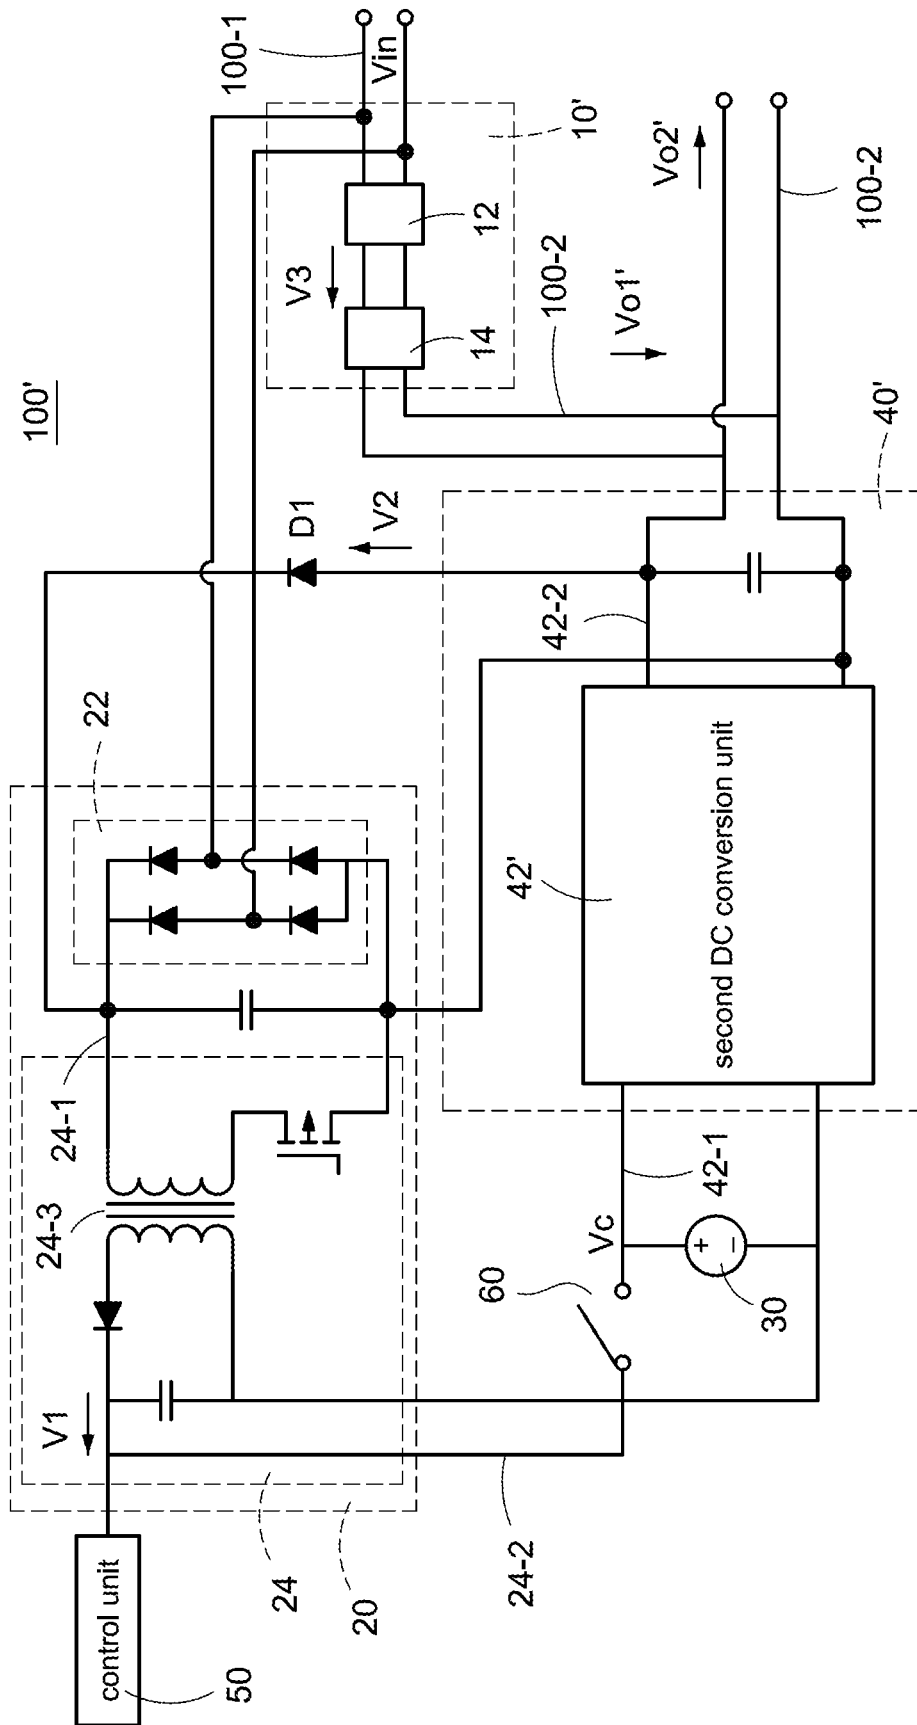 100'
100-1
Vin
10'
12
V3
14
100-2
Vo1'
Vo2'
100-2
40'
D1
V2
22
42-2
42'
second DC conversion unit
24-1
24-3
42-1
Vc
60
+
−
30
V1
24
20
24-2
control unit
50